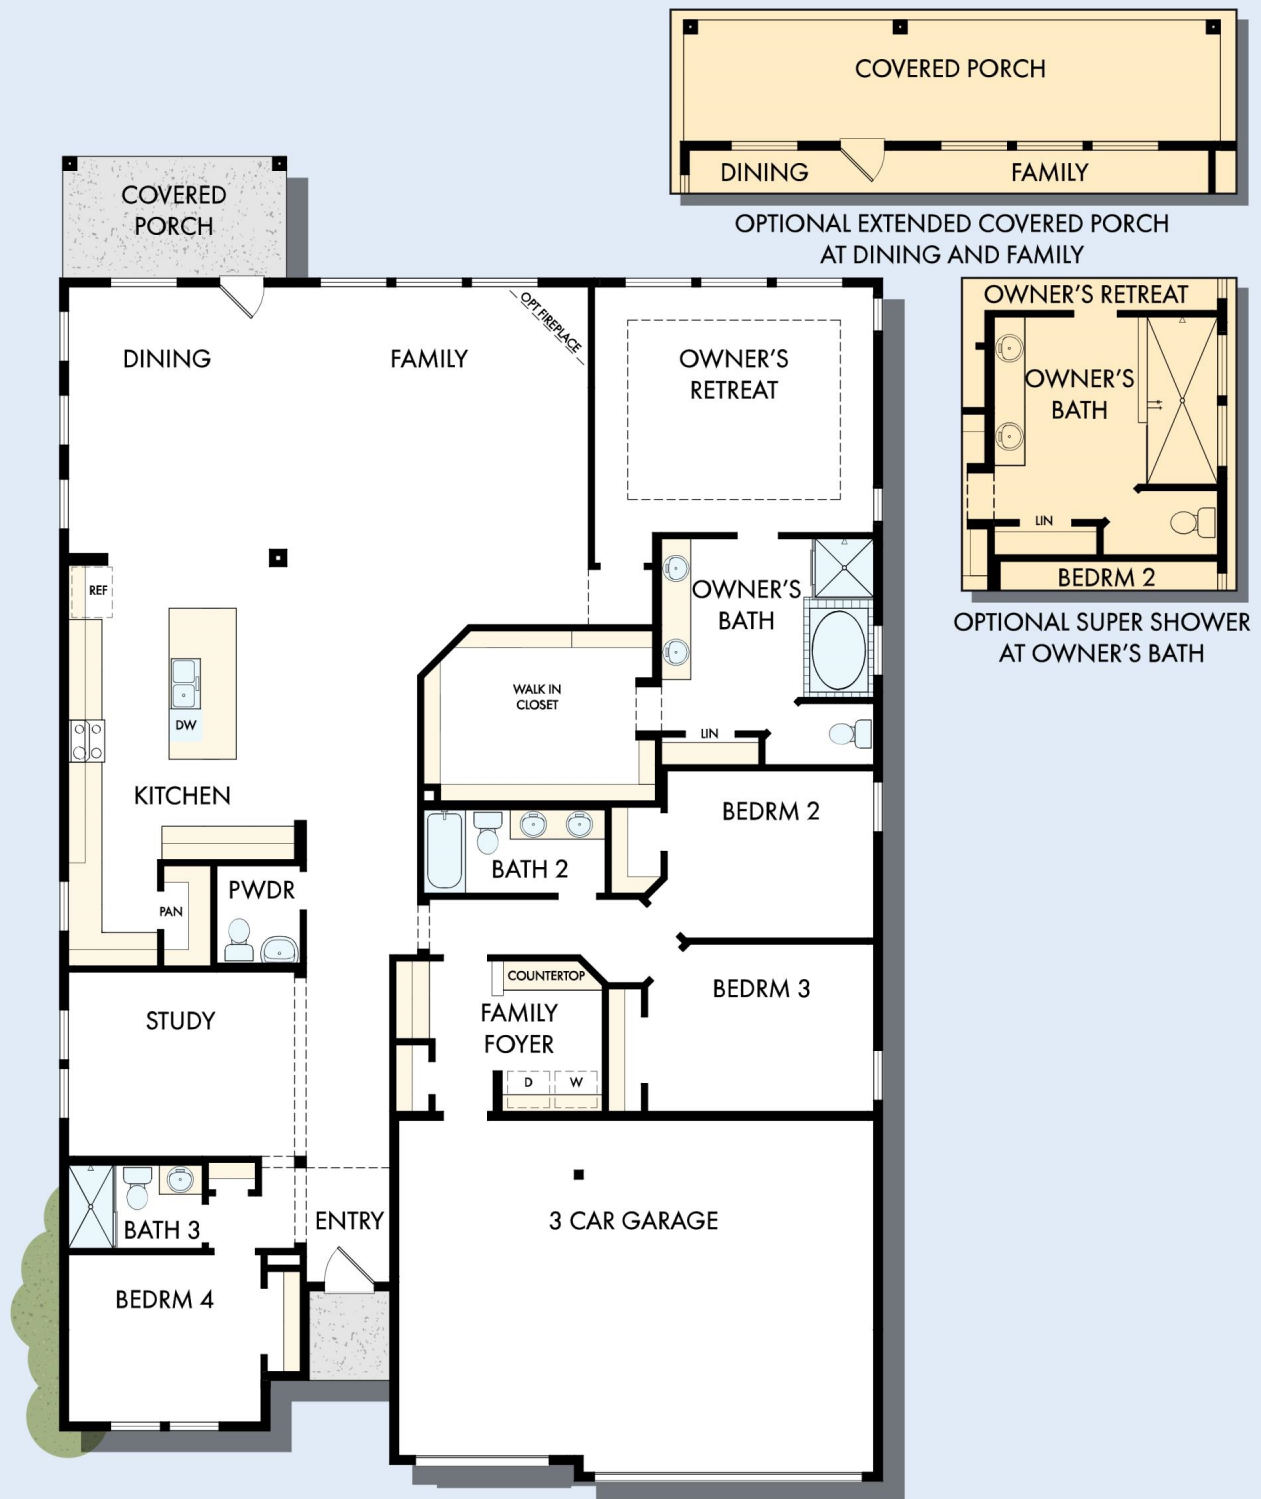 COVERED PORCH
DINING
FAMILY
OPTIONAL EXTENDED COVERED PORCH
AT DINING AND FAMILY
COVERED
PORCH
OPT FIREPLACE
DINING
FAMILY
OWNER'S
RETREAT
OWNER'S RETREAT
OWNER'S
BATH
LIN
BEDRM 2
OPTIONAL SUPER SHOWER
AT OWNER'S BATH
REF
DW
KITCHEN
OWNER'S
BATH
WALK IN
CLOSET
LIN
BEDRM 2
BATH 2
PWDR
PAN
COUNTERTOP
FAMILY
FOYER
D
W
BEDRM 3
STUDY
BATH 3
ENTRY
3 CAR GARAGE
BEDRM 4